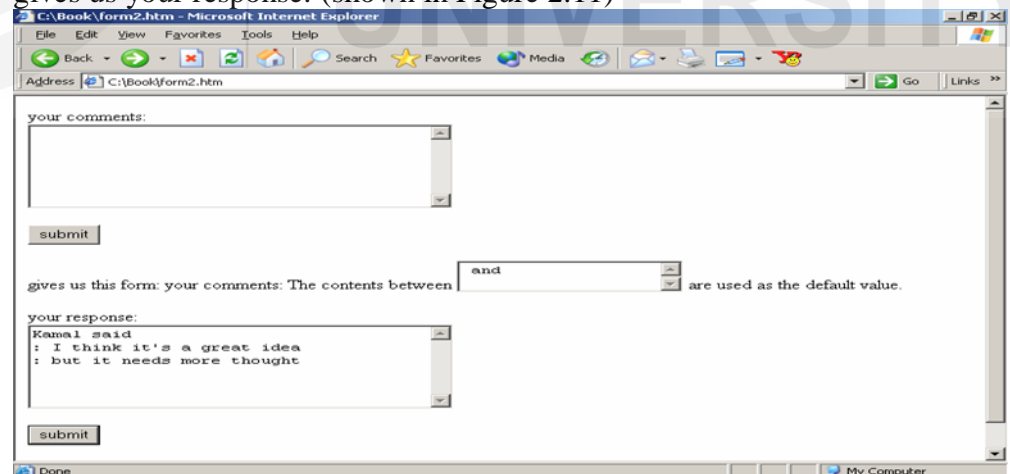 gives us your response: (shown in Figure 2.11)
C:\Book\form2.htm - Microsoft Internet Explorer
File Edit View Favorites Tools Help
Back Search Favorites Media
Address C:\Book\form2.htm Go Links »
your comments:
submit
and
gives us this form: your comments: The contents between are used as the default value.
your response:
Kamal said
: I think it's a great idea
: but it needs more thought
submit
Done My Computer